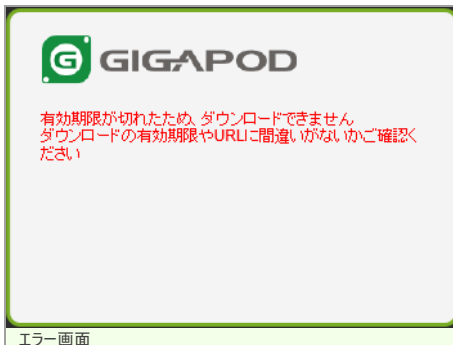 G GIGAPOD
有効期限が切れたため、ダウンロードできません
ダウンロードの有効期限やURLに間違いがないかご確認く
ださい
エラー画面